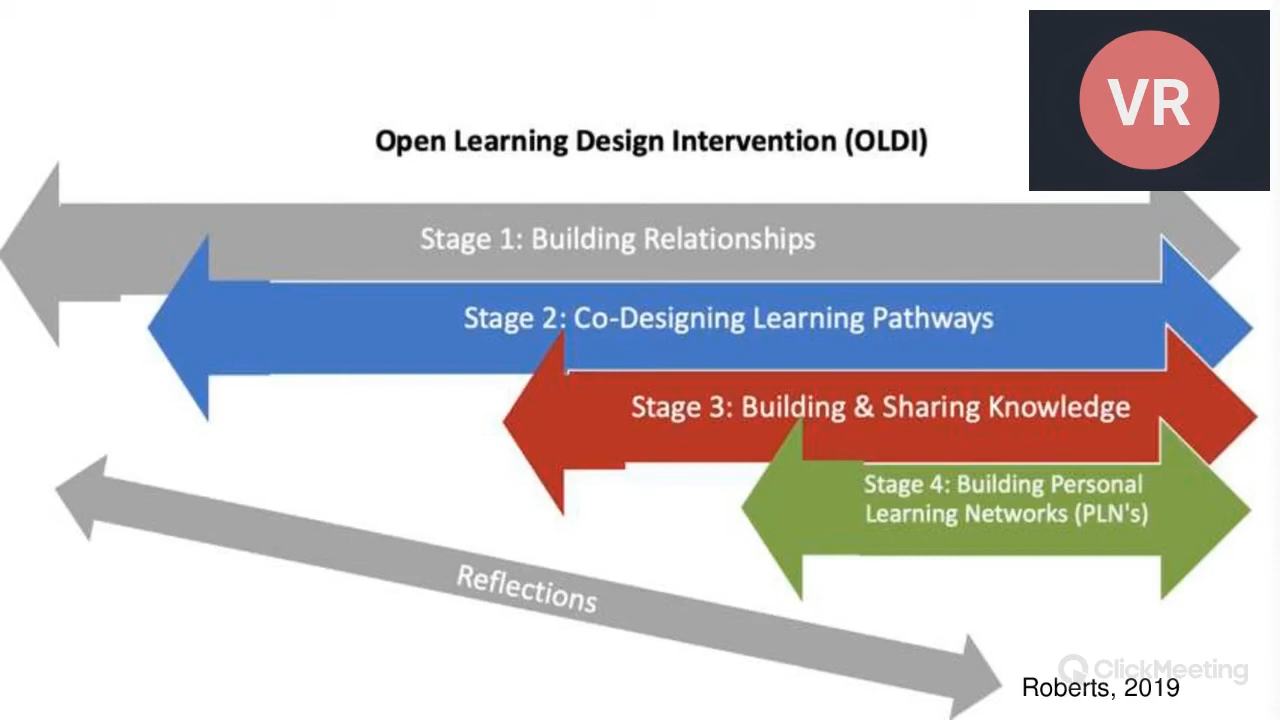 VR
Open Learning Design Intervention (OLDI)
Stage 1: Building Relationships
Stage 2: Co-Designing Learning Pathways
Stage 3: Building & Sharing Knowledge
Stage 4: Building Personal
Learning Networks (PLN's)
Reflections
ClickMeeting
Roberts, 2019